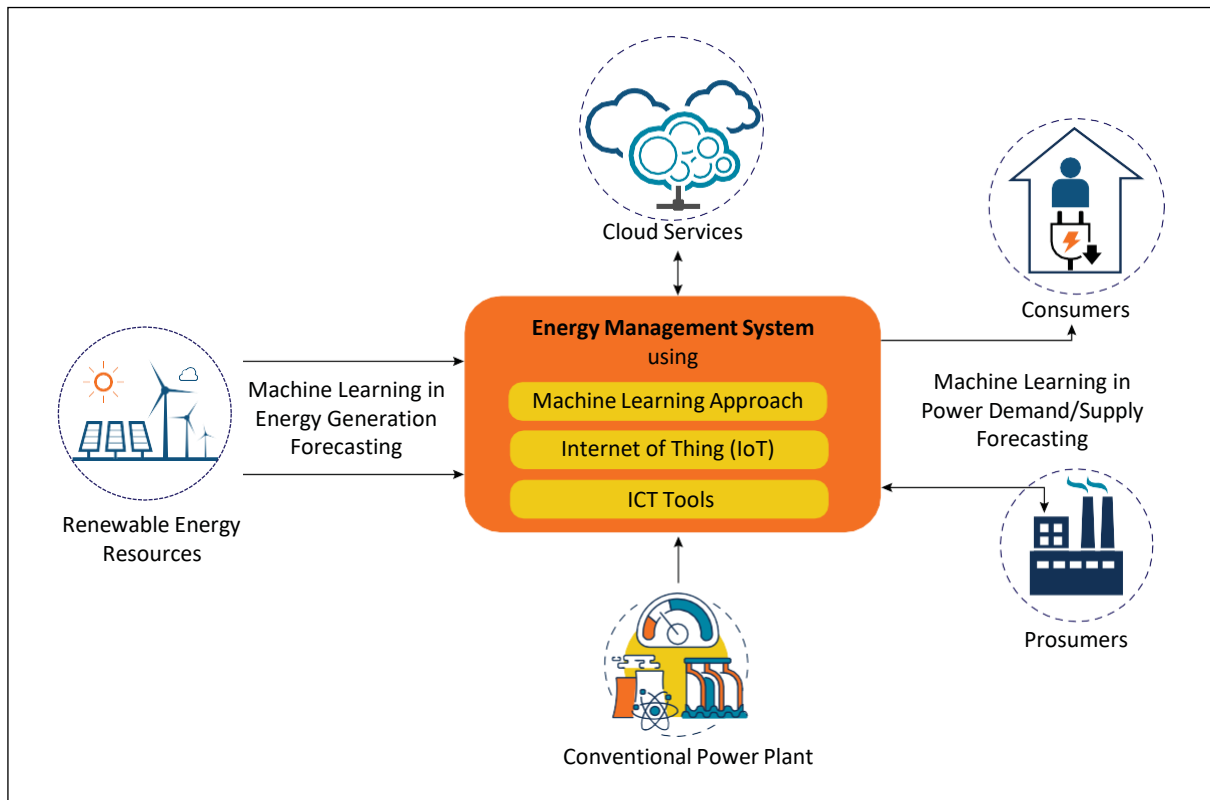 Cloud Services
Consumers
Energy Management System
using
Machine Learning Approach
Internet of Thing (IoT)
ICT Tools
Machine Learning in
Energy Generation
Forecasting
Machine Learning in
Power Demand/Supply
Forecasting
Renewable Energy
Resources
Prosumers
Conventional Power Plant